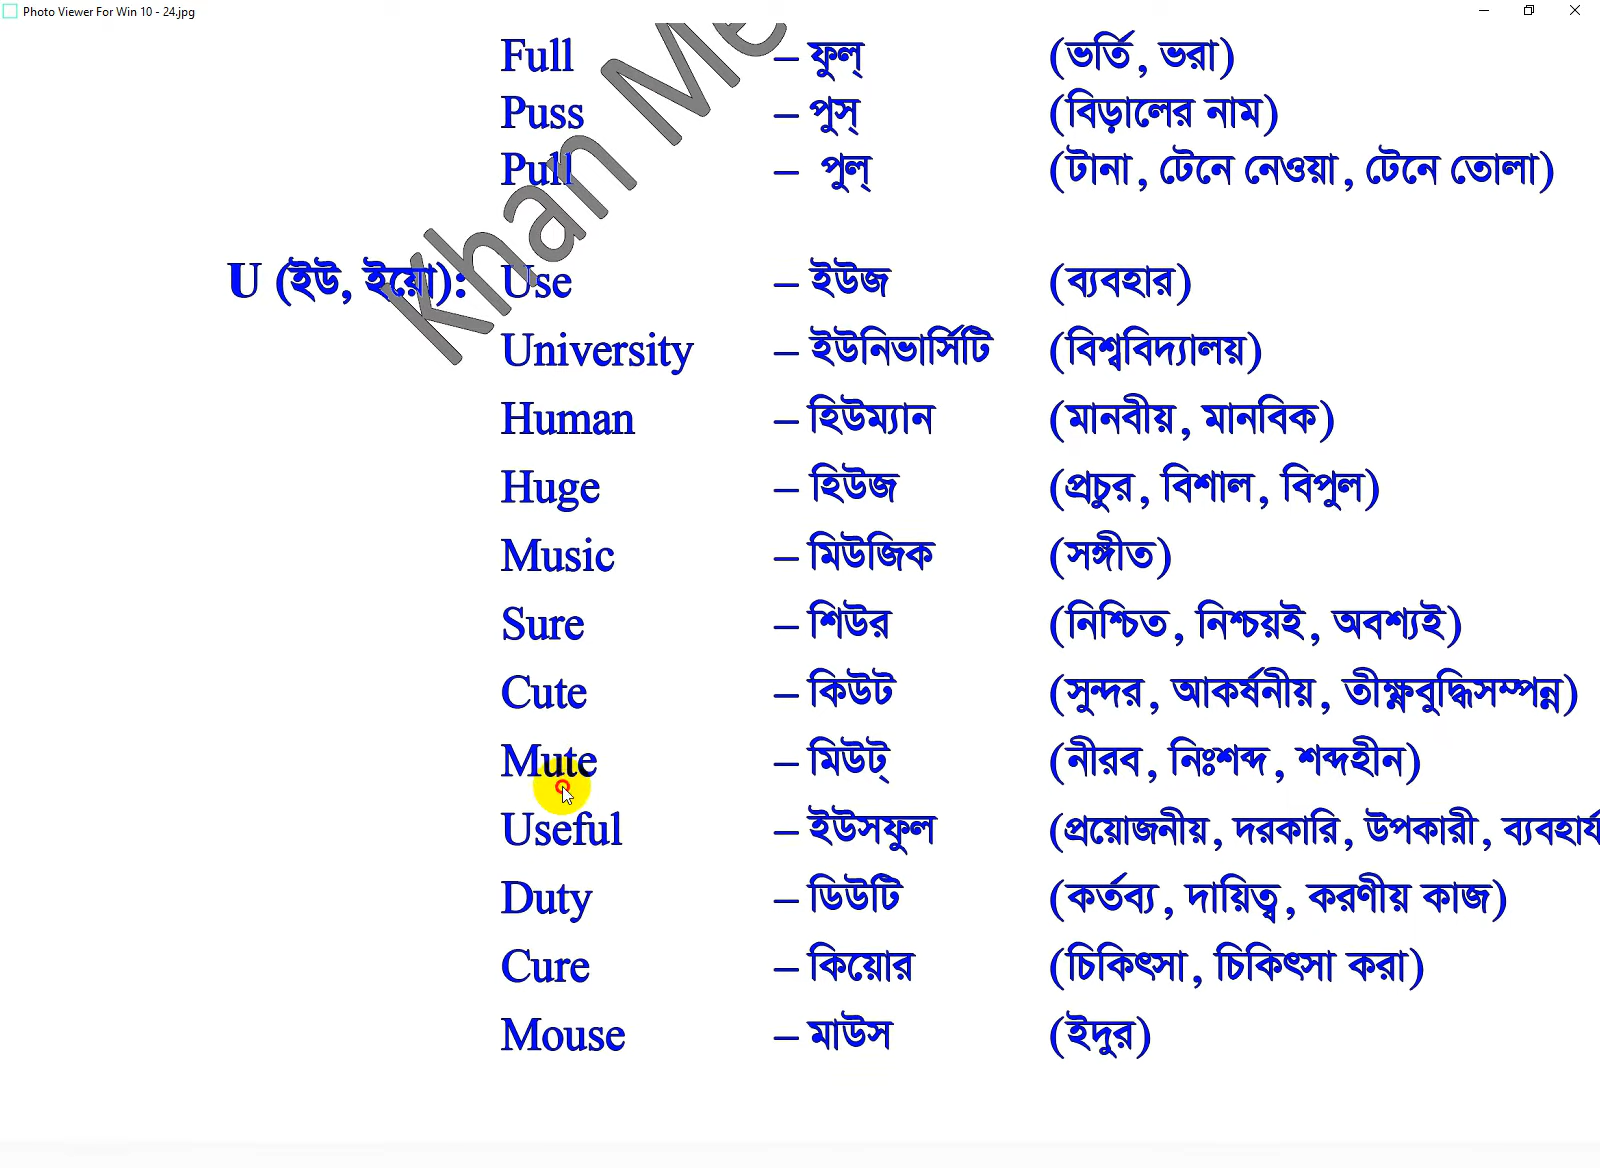 Photo Viewer For Win 10 - 24.jpg
Khan Me
Full – ফুল্ (ভর্তি, ভরা)
Puss – পুস্ (বিড়ালের নাম)
Pull – পুল্ (টানা, টেনে নেওয়া, টেনে তোলা)
U (ইউ, ইয়ো): Use – ইউজ (ব্যবহার)
University – ইউনিভার্সিটি (বিশ্ববিদ্যালয়)
Human – হিউম্যান (মানবীয়, মানবিক)
Huge – হিউজ (প্রচুর, বিশাল, বিপুল)
Music – মিউজিক (সঙ্গীত)
Sure – শিউর (নিশ্চিত, নিশ্চয়ই, অবশ্যই)
Cute – কিউট (সুন্দর, আকর্ষনীয়, তীক্ষ্ণবুদ্ধিসম্পন্ন)
Mute – মিউট্ (নীরব, নিঃশব্দ, শব্দহীন)
Useful – ইউসফুল (প্রয়োজনীয়, দরকারি, উপকারী, ব্যবহার্য
Duty – ডিউটি (কর্তব্য, দায়িত্ব, করণীয় কাজ)
Cure – কিয়োর (চিকিৎসা, চিকিৎসা করা)
Mouse – মাউস (ইদুর)